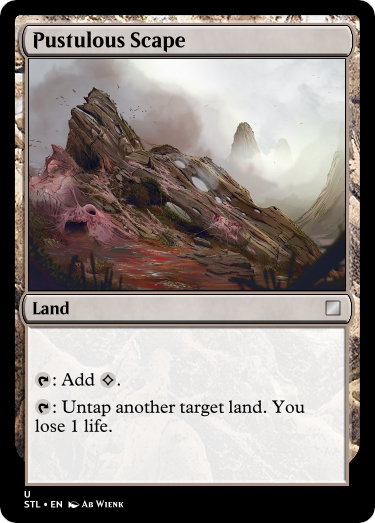 Pustulous Scape
Land
: Add .
: Untap another target land. You
lose 1 life.
U
STL • EN Ab Wienk